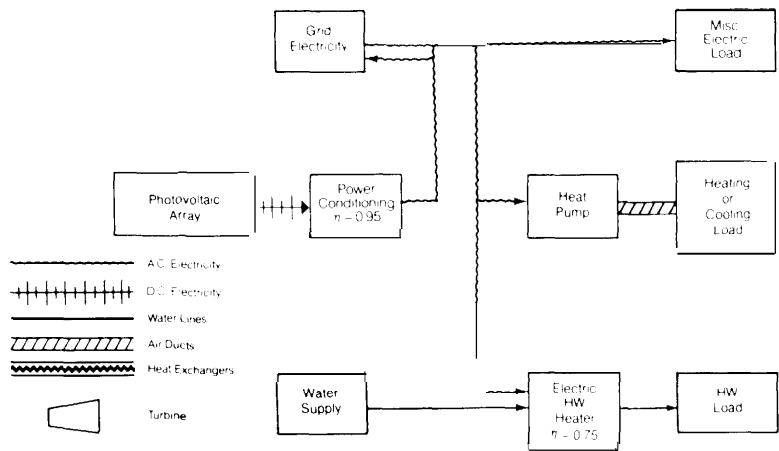 Grid
Electricity
Misc
Electric
Load
Photovoltaic
Array
Power
Conditioning
η - 0.95
Heat
Pump
Heating
or
Cooling
Load
A.C. Electricity
D.C. Electricity
Water Lines
Air Ducts
Heat Exchangers
Turbine
Water
Supply
Electric
HW
Heater
η - 0.75
HW
Load